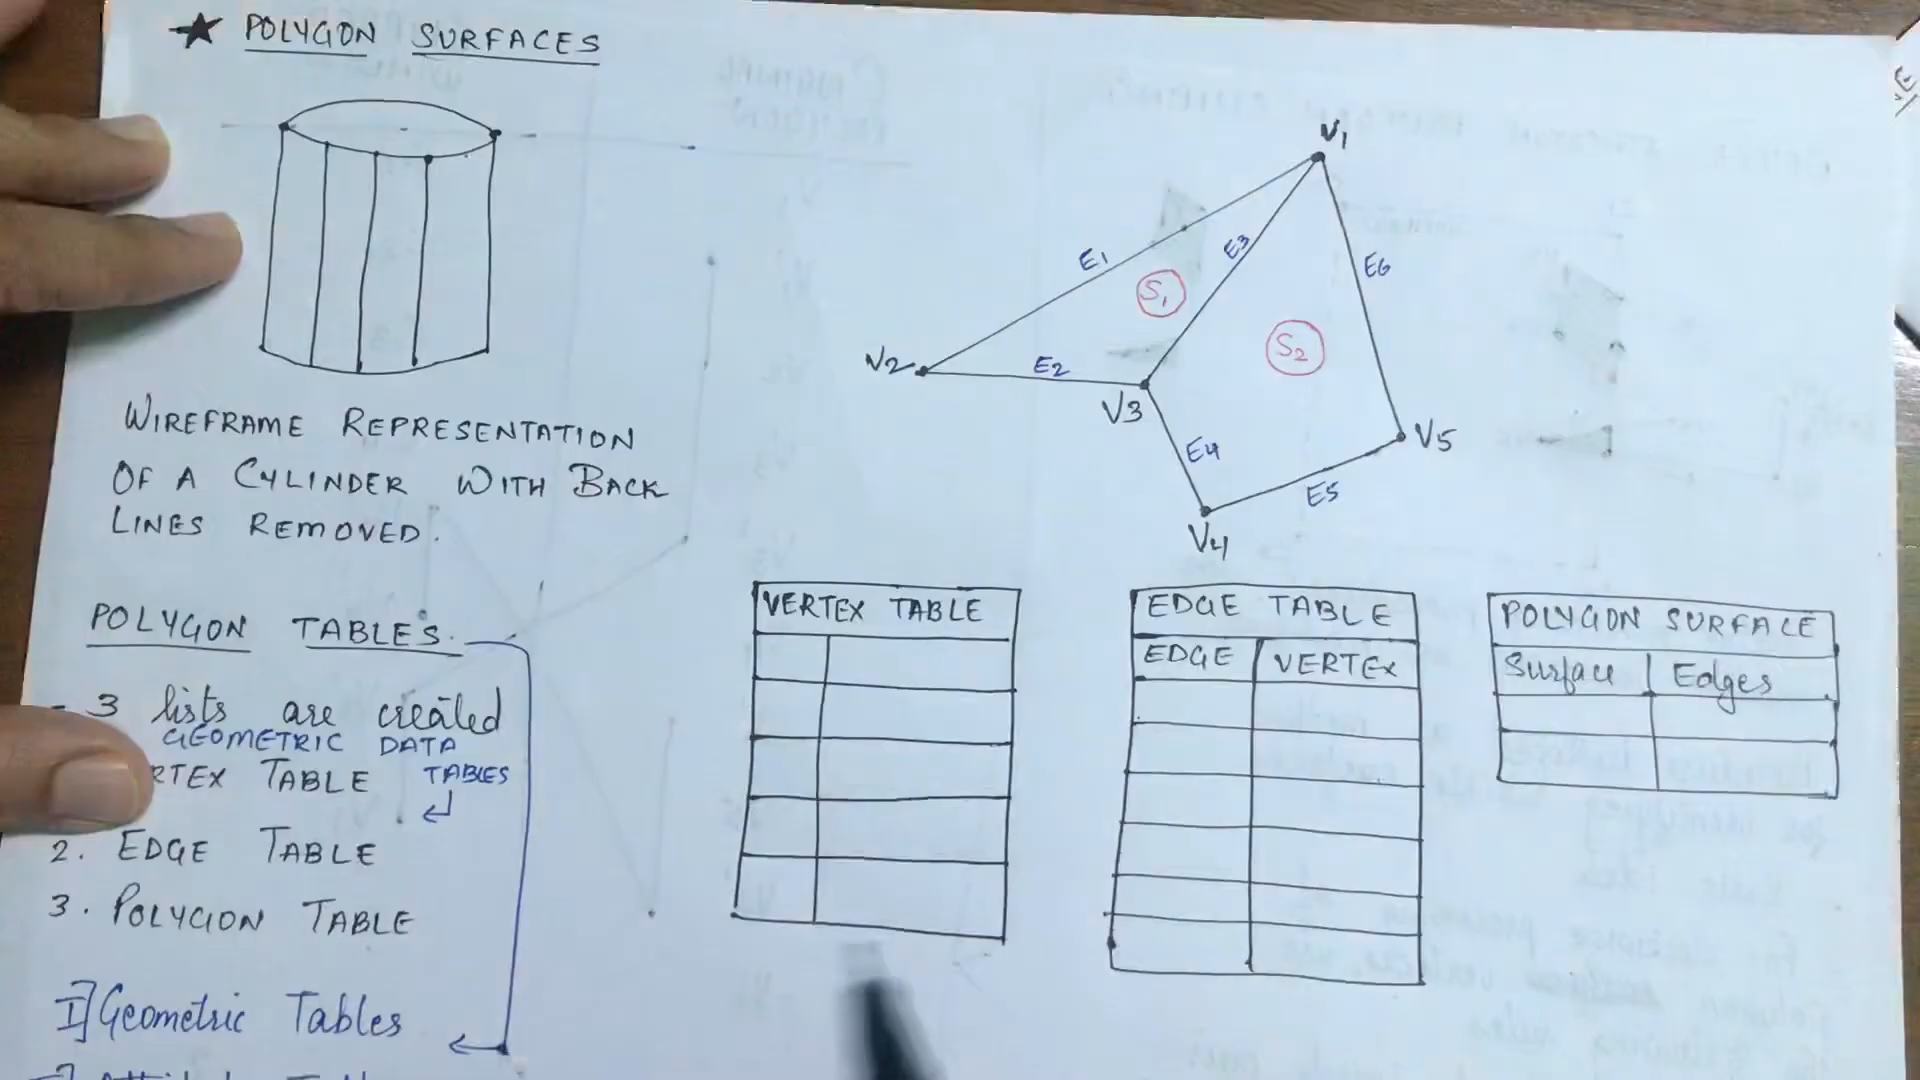 ★ POLYGON SURFACES
WIREFRAME REPRESENTATION
OF A CYLINDER WITH BACK
LINES REMOVED.
POLYGON TABLES.
- 3 lists are created
GEOMETRIC DATA
TABLES
RTEX TABLE
2. EDGE TABLE
3. POLYGON TABLE
I] Geometric Tables
V1
E1
E3
E6
S1
S2
V2
E2
V3
E4
V5
E5
V4
VERTEX TABLE
EDGE TABLE
EDGE VERTEX
POLYGON SURFACE
Surface Edges